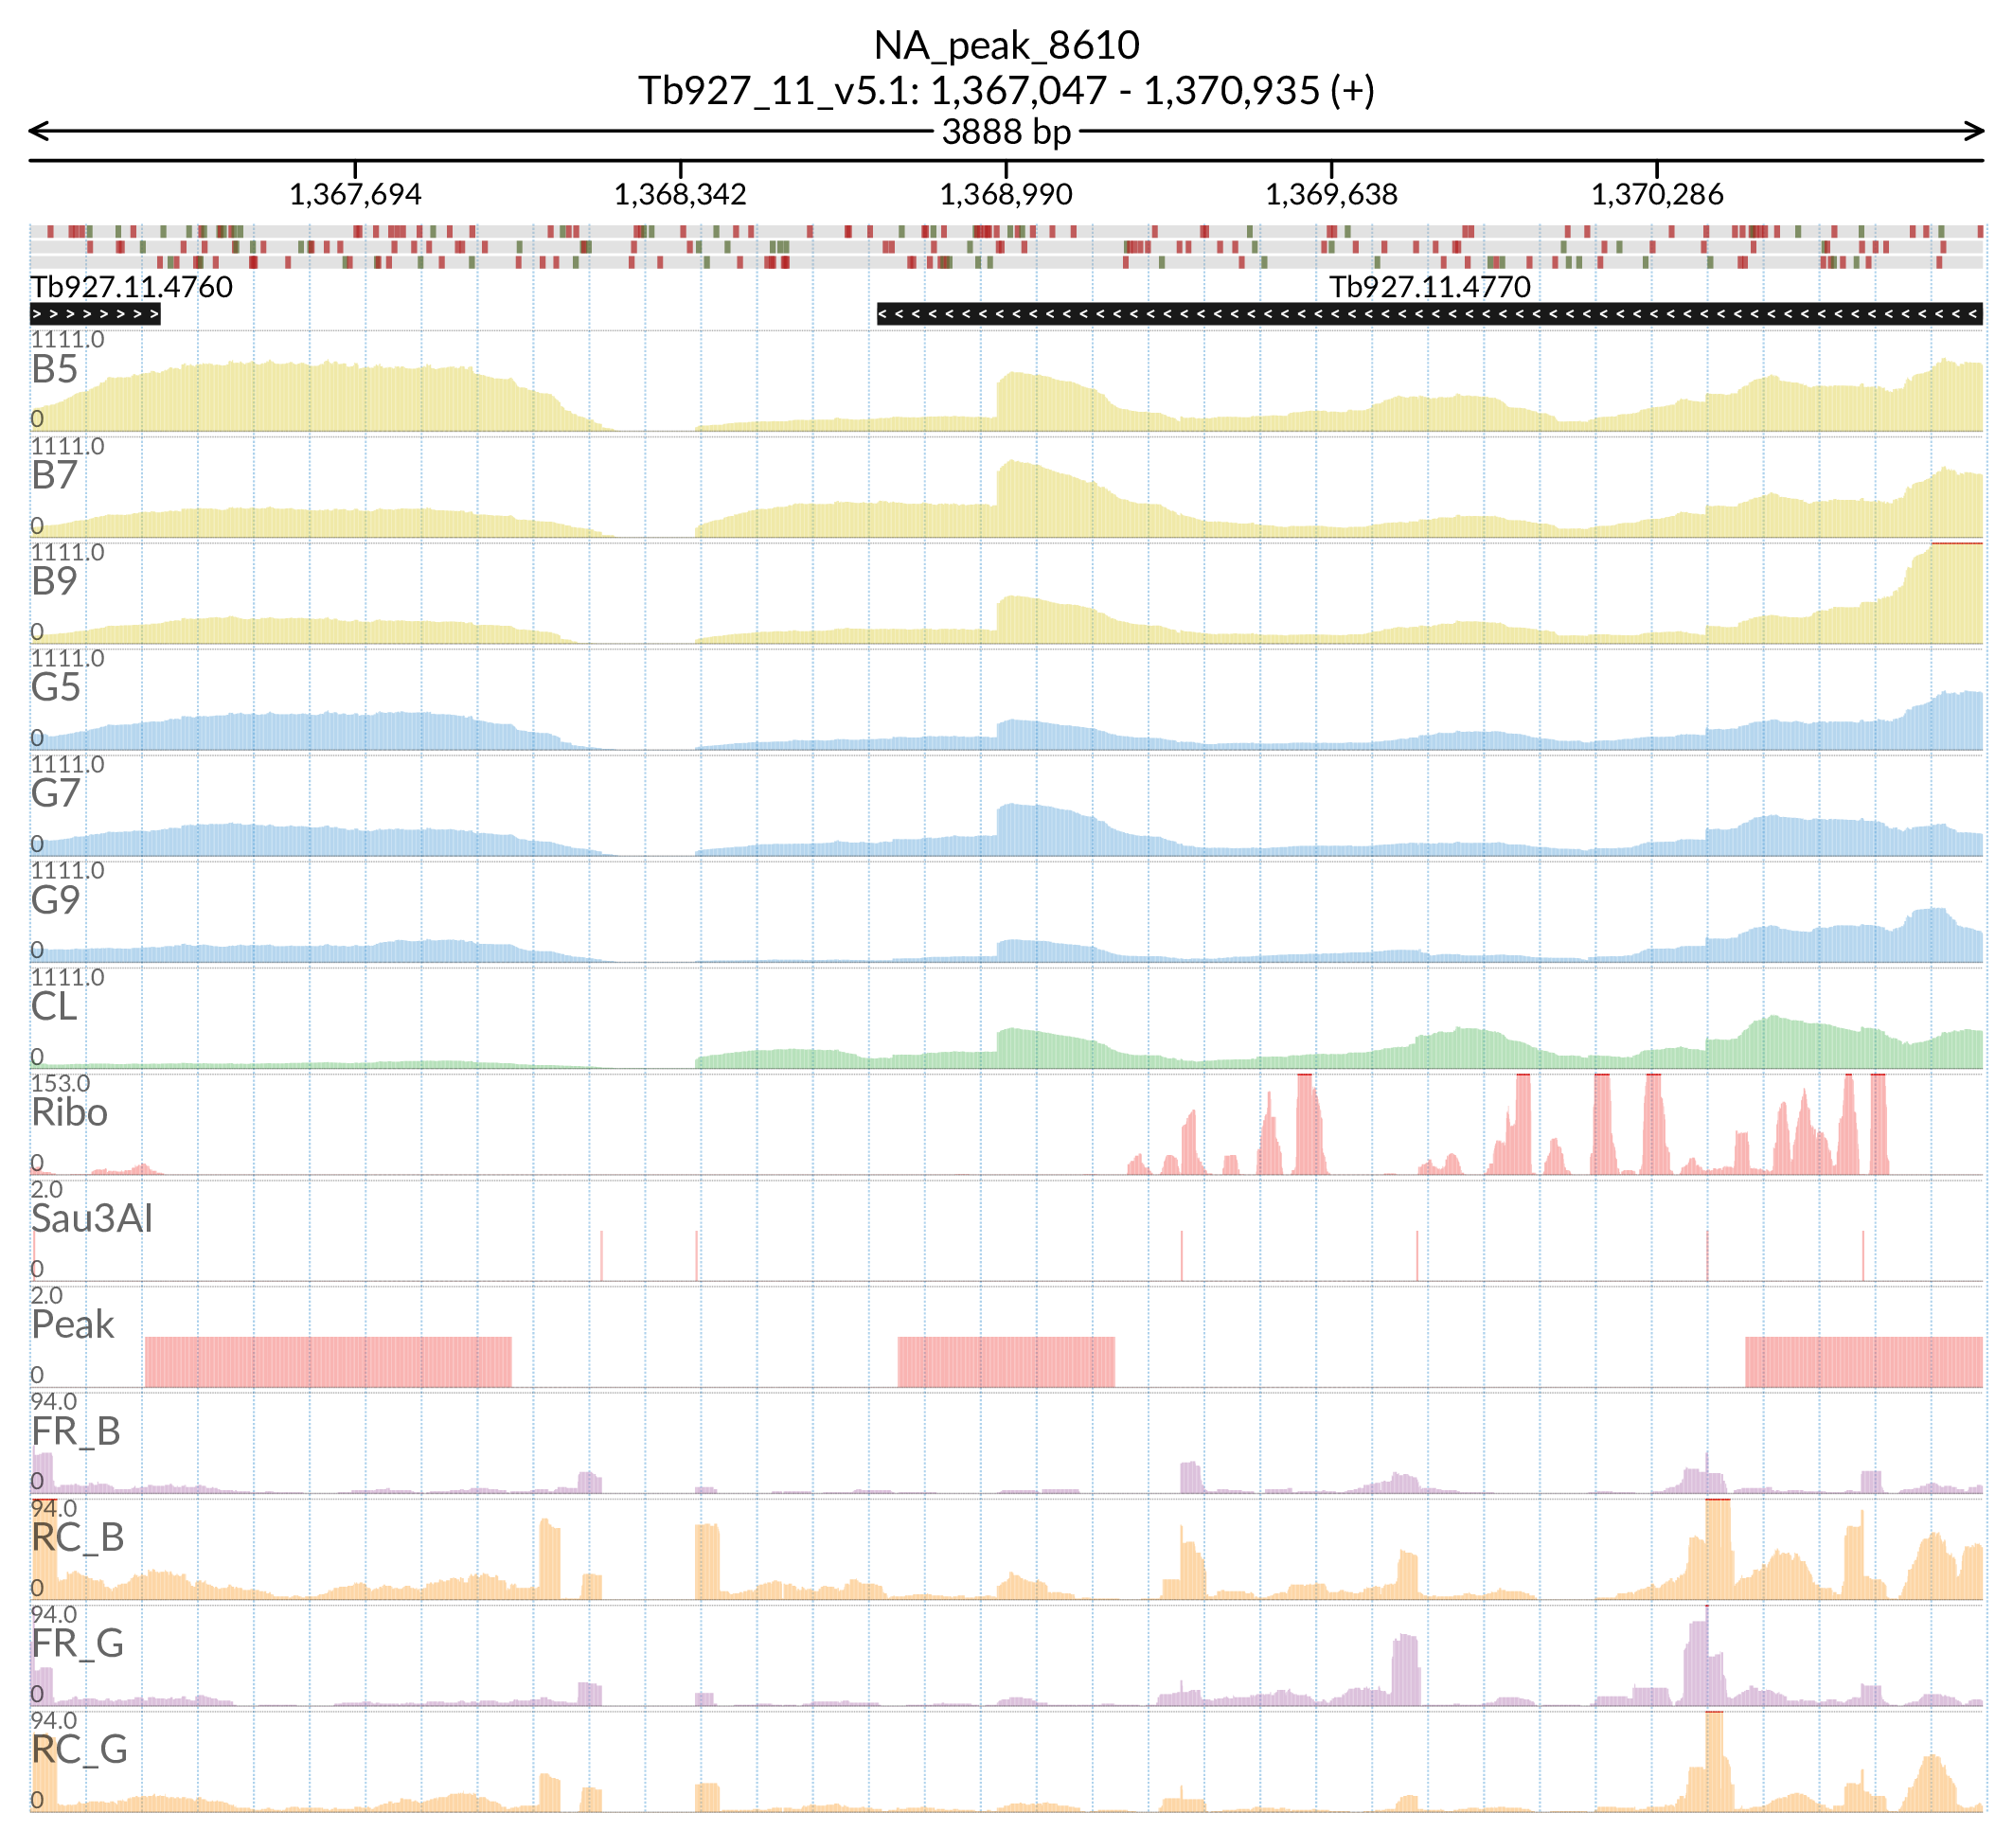 NA_peak_8610
Tb927_11_v5.1: 1,367,047 - 1,370,935 (+)
3888 bp
1,367,694 1,368,342 1,368,990 1,369,638 1,370,286
Tb927.11.4760 Tb927.11.4770
1111.0
B5
0
1111.0
B7
0
1111.0
B9
0
1111.0
G5
0
1111.0
G7
0
1111.0
G9
0
1111.0
CL
0
153.0
Ribo
0
2.0
Sau3AI
0
2.0
Peak
0
94.0
FR_B
0
94.0
RC_B
0
94.0
FR_G
0
94.0
RC_G
0